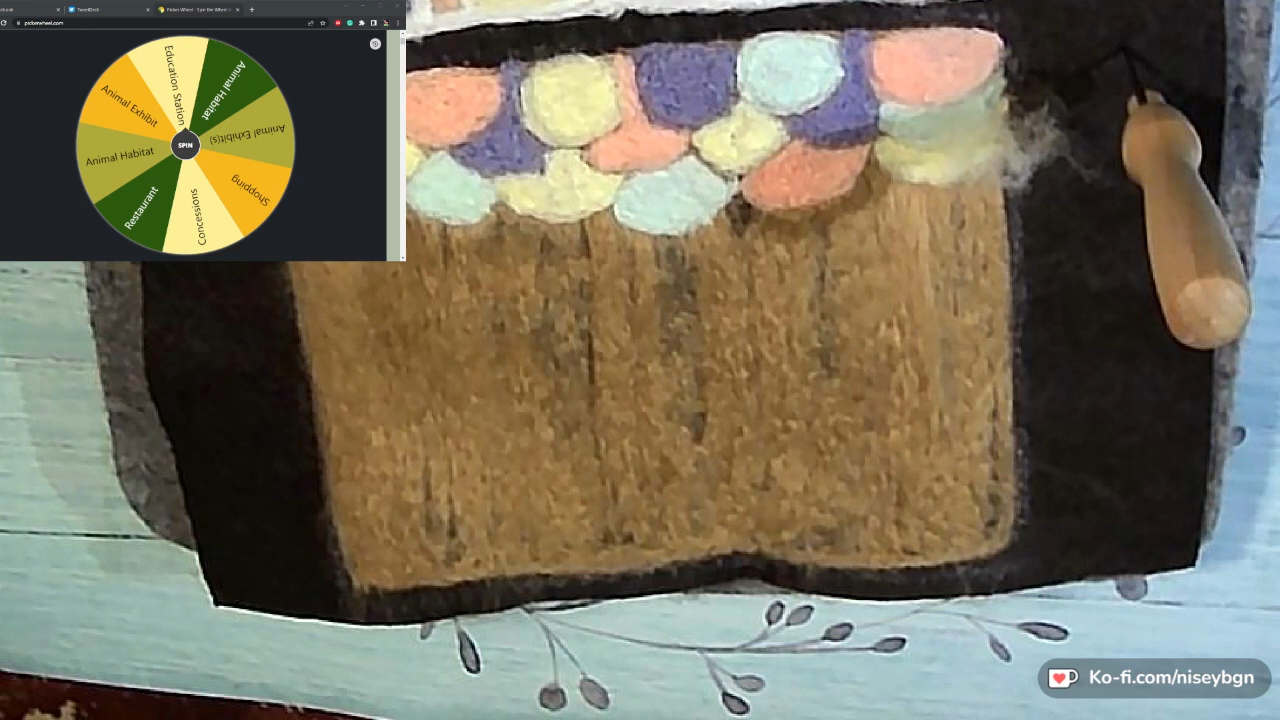 cebook
TweetDeck
Picker Wheel - Spin the Wheel
pickerwheel.com
Education Station
Animal Habitat
Animal Exhibit(s)
Shopping
Concessions
Restaurant
Animal Habitat
Animal Exhibit
SPIN
Ko-fi.com/niseybgn